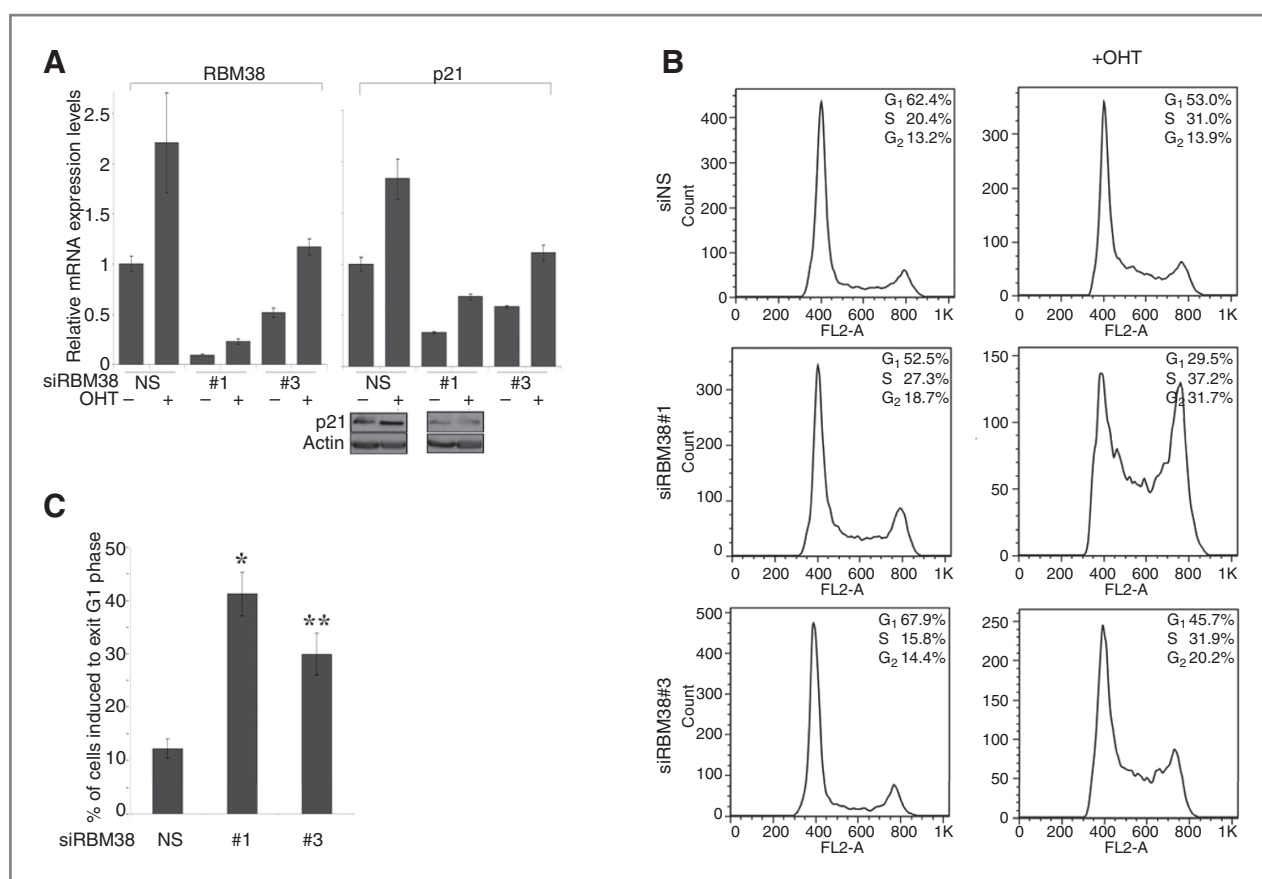 A
RBM38
p21
Relative mRNA expression levels
2.5
2
1.5
1
0.5
0
siRBM38 NS #1 #3 NS #1 #3
OHT – + – + – + – + – + – +
p21
Actin
B
+OHT
siNS
Count
400
300
200
100
0
G1 62.4%
S 20.4%
G2 13.2%
0 200 400 600 800 1K
FL2-A
300
200
100
0
G1 53.0%
S 31.0%
G2 13.9%
0 200 400 600 800 1K
FL2-A
siRBM38#1
Count
300
200
100
0
G1 52.5%
S 27.3%
G2 18.7%
0 200 400 600 800 1K
FL2-A
150
100
50
0
G1 29.5%
S 37.2%
G2 31.7%
0 200 400 600 800 1K
FL2-A
siRBM38#3
Count
500
400
300
200
100
0
G1 67.9%
S 15.8%
G2 14.4%
0 200 400 600 800 1K
FL2-A
250
200
150
100
50
0
G1 45.7%
S 31.9%
G2 20.2%
0 200 400 600 800 1K
FL2-A
C
% of cells induced to exit G1 phase
50
40
30
20
10
0
*
**
siRBM38 NS #1 #3